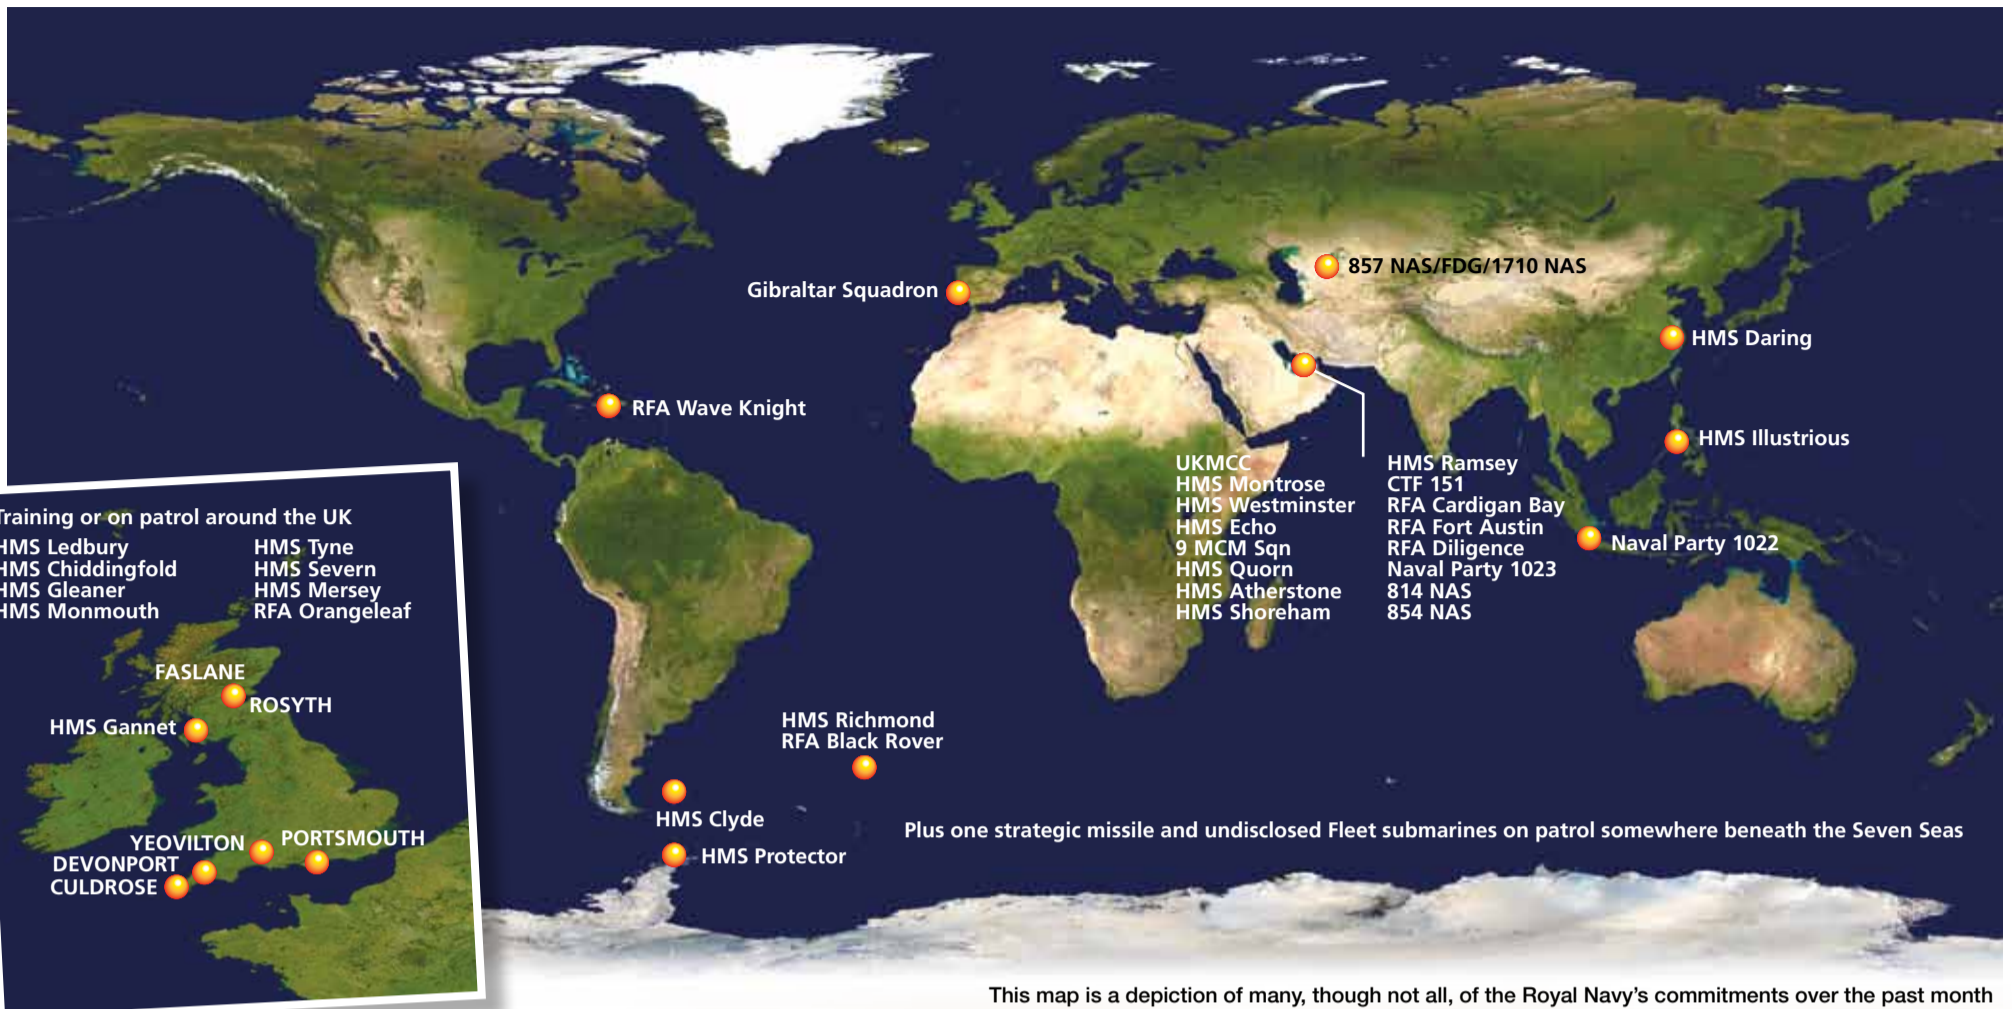 Gibraltar Squadron
857 NAS/FDG/1710 NAS
HMS Daring
RFA Wave Knight
HMS Illustrious
UKMCC
HMS Montrose
HMS Westminster
HMS Echo
9 MCM Sqn
HMS Quorn
HMS Atherstone
HMS Shoreham
HMS Ramsey
CTF 151
RFA Cardigan Bay
RFA Fort Austin
RFA Diligence
Naval Party 1023
814 NAS
854 NAS
Naval Party 1022
Training or on patrol around the UK
HMS Ledbury
HMS Chiddingfold
HMS Gleaner
HMS Monmouth
HMS Tyne
HMS Severn
HMS Mersey
RFA Orangeleaf
FASLANE
ROSYTH
HMS Gannet
YEOVILTON
PORTSMOUTH
DEVONPORT
CULDROSE
HMS Richmond
RFA Black Rover
HMS Clyde
HMS Protector
Plus one strategic missile and undisclosed Fleet submarines on patrol somewhere beneath the Seven Seas
This map is a depiction of many, though not all, of the Royal Navy's commitments over the past month